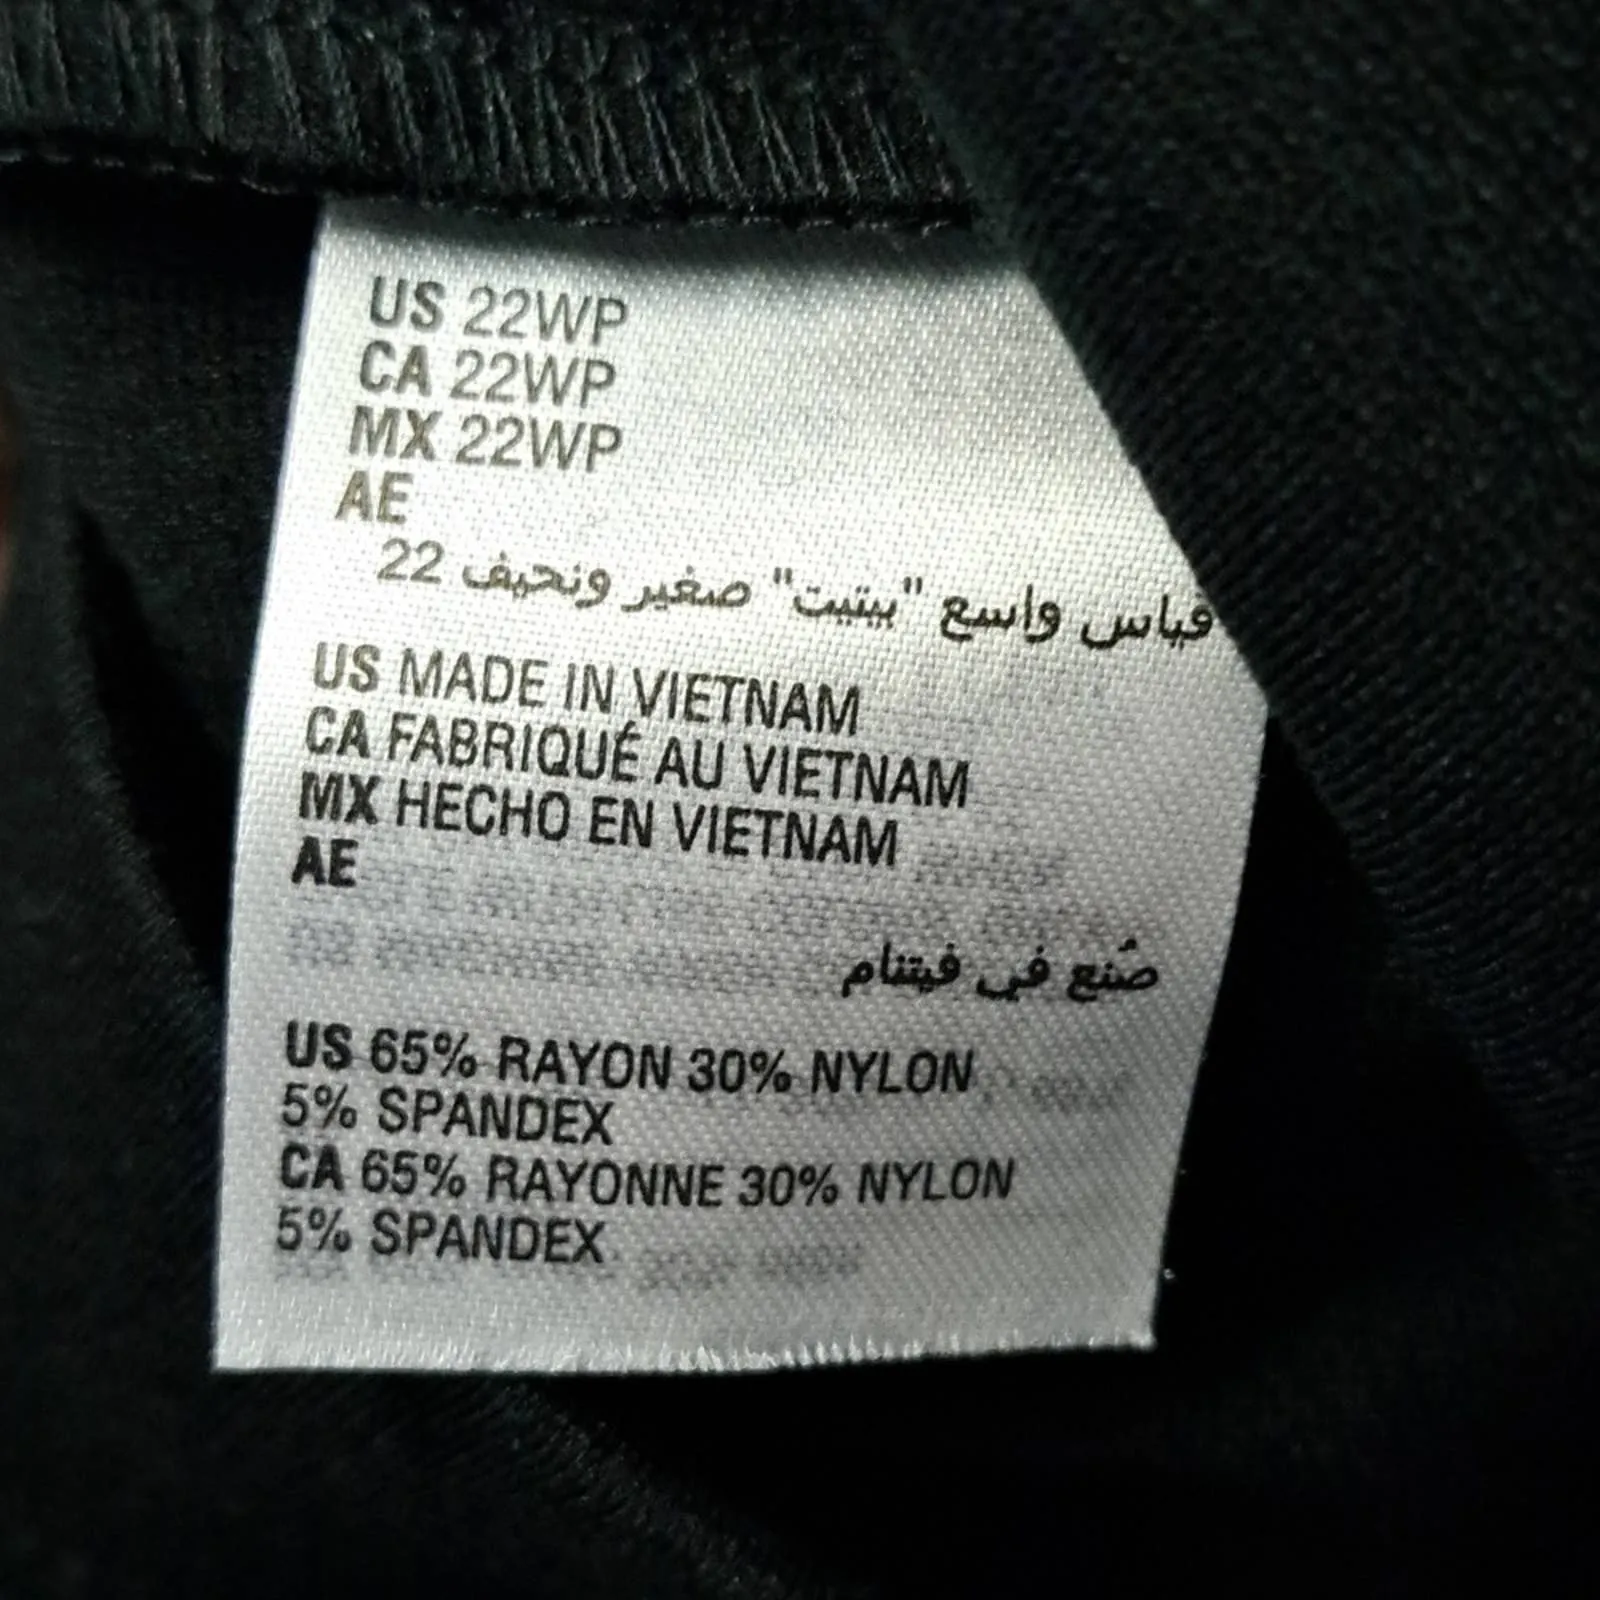 US 22WP
CA 22WP
MX 22WP
AE
قياس واسع "بيتيت" صغير ونحيف 22
US MADE IN VIETNAM
CA FABRIQUÉ AU VIETNAM
MX HECHO EN VIETNAM
AE
صُنع في فيتنام
US 65% RAYON 30% NYLON
5% SPANDEX
CA 65% RAYONNE 30% NYLON
5% SPANDEX